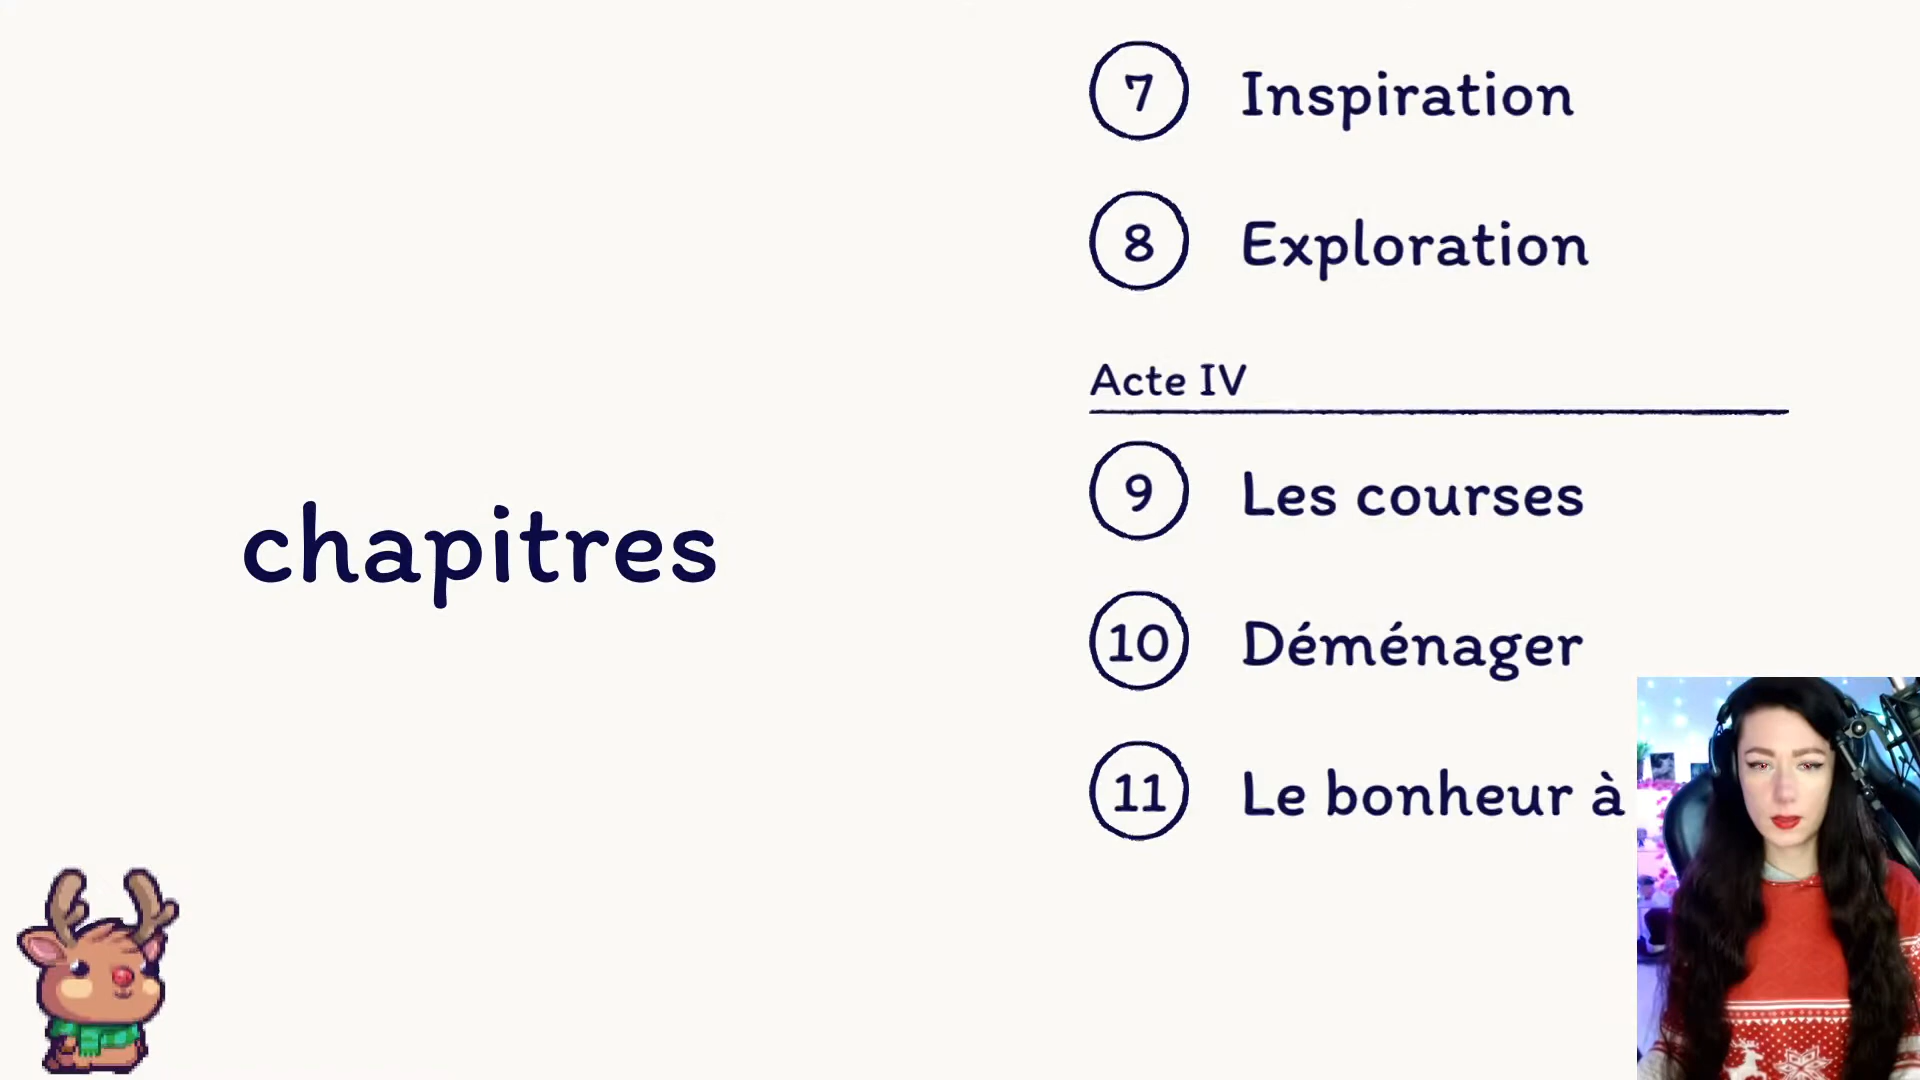 chapitres
7 Inspiration
8 Exploration
Acte IV
9 Les courses
10 Déménager
11 Le bonheur à